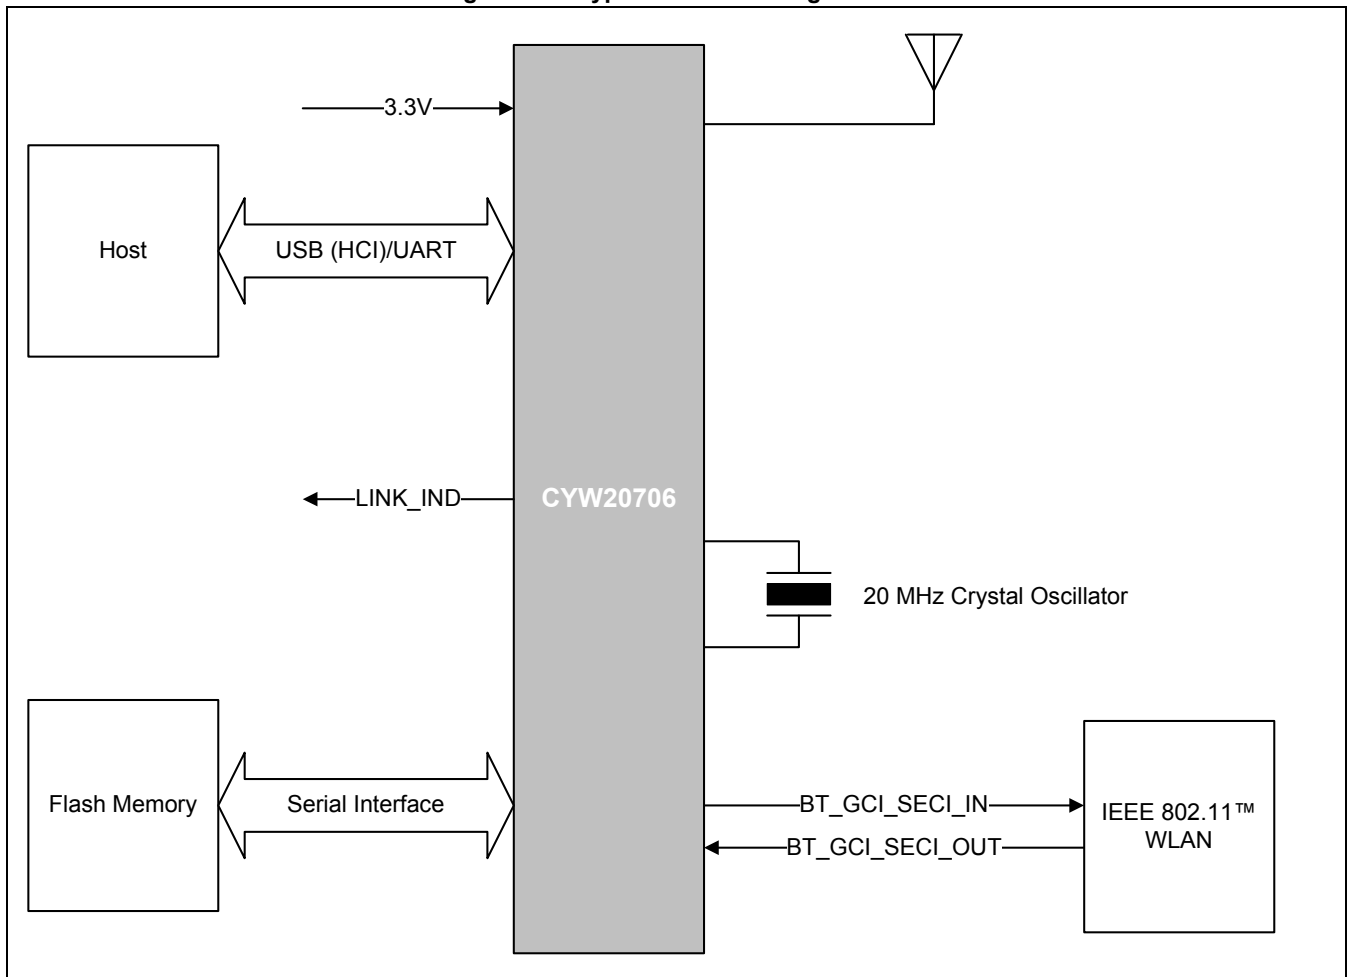 3.3V
Host
USB (HCI)/UART
LINK_IND
CYW20706
20 MHz Crystal Oscillator
Flash Memory
Serial Interface
BT_GCI_SECI_IN
BT_GCI_SECI_OUT
IEEE 802.11™
WLAN